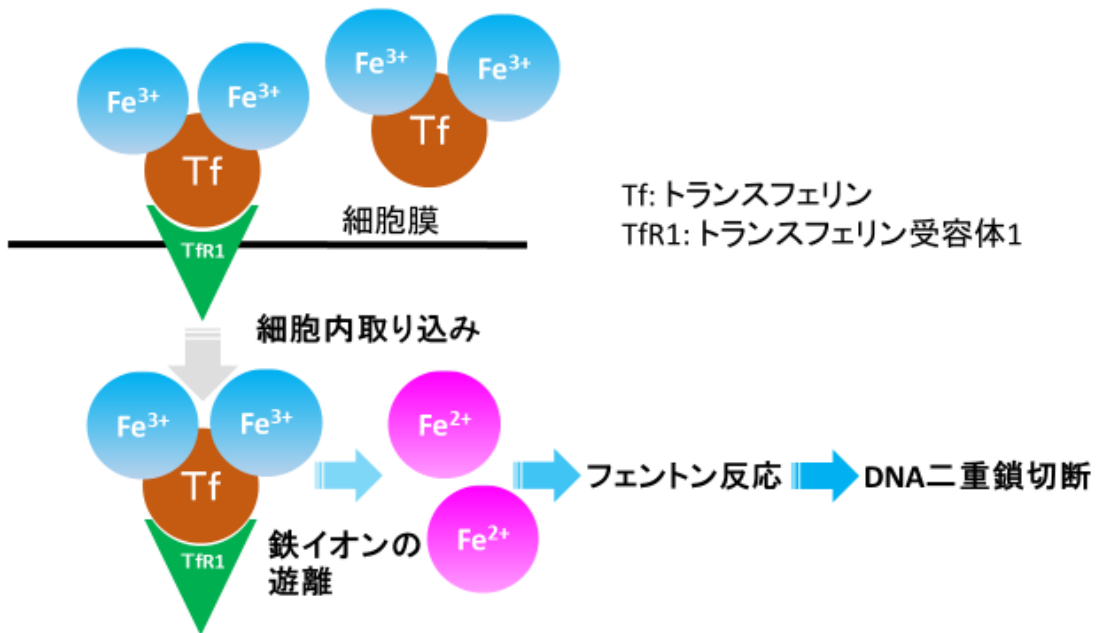 Fe3+
Fe3+
Tf
Fe3+
Fe3+
Tf
Tf: トランスフェリン
TfR1: トランスフェリン受容体1
細胞膜
TfR1
細胞内取り込み
Fe3+
Fe3+
Tf
TfR1
鉄イオンの
遊離
Fe2+
Fe2+
フェントン反応
DNA二重鎖切断